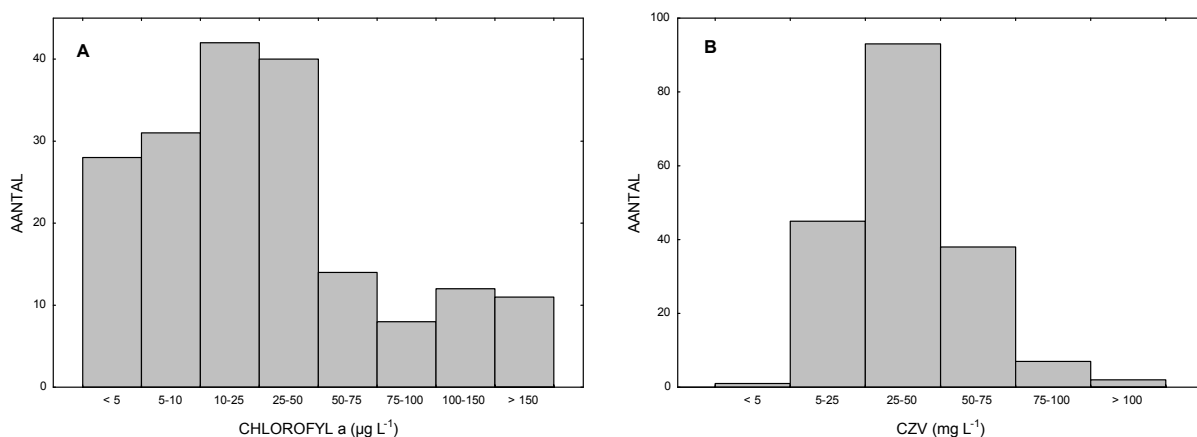 A
AANTAL
40
30
20
10
0
< 5 5-10 10-25 25-50 50-75 75-100 100-150 > 150
CHLOROFYL a (µg L⁻¹)
B
AANTAL
100
80
60
40
20
0
< 5 5-25 25-50 50-75 75-100 > 100
CZV (mg L⁻¹)